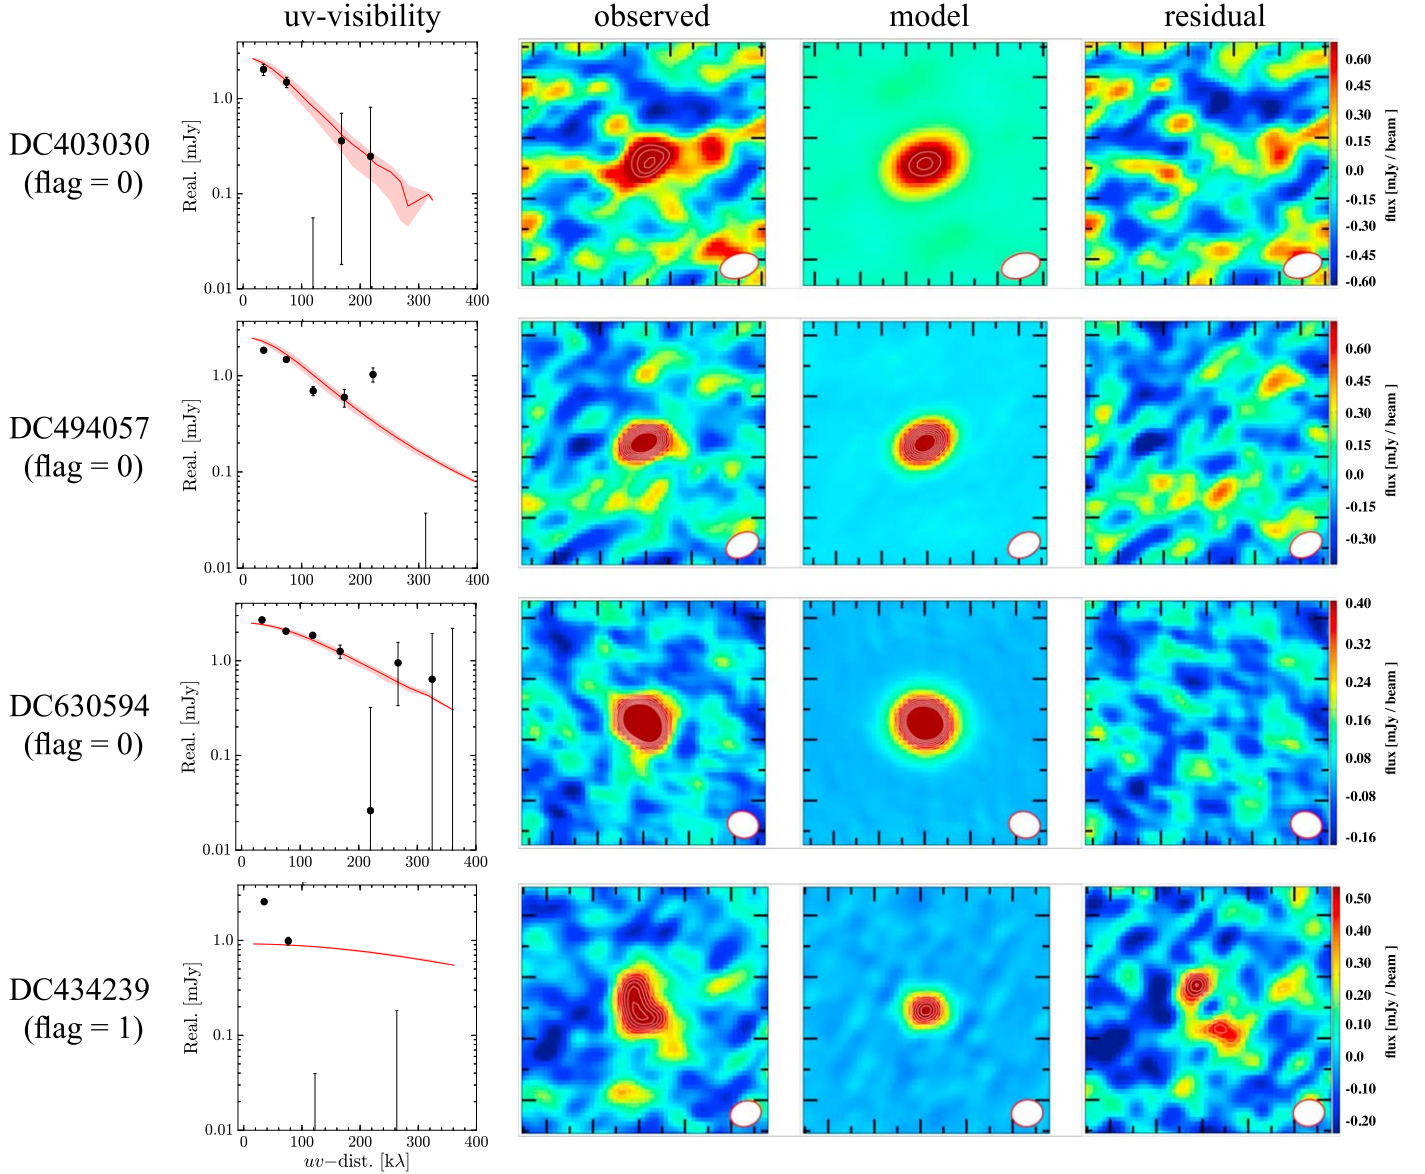 uv-visibility observed model residual
DC403030
(flag = 0)
Real. [mJy]
1.0
0.1
0.01
0 100 200 300 400
0.60
0.45
0.30
0.15
0.0
-0.15
-0.30
-0.45
-0.60
flux [mJy / beam ]
DC494057
(flag = 0)
Real. [mJy]
1.0
0.1
0.01
0 100 200 300 400
0.60
0.45
0.30
0.15
0.0
-0.15
-0.30
flux [mJy / beam ]
DC630594
(flag = 0)
Real. [mJy]
1.0
0.1
0.01
0 100 200 300 400
0.40
0.32
0.24
0.16
0.08
-0.08
-0.16
flux [mJy / beam ]
DC434239
(flag = 1)
Real. [mJy]
1.0
0.1
0.01
0 100 200 300 400
uv−dist. [kλ]
0.50
0.40
0.30
0.20
0.10
0.0
-0.10
-0.20
flux [mJy / beam ]